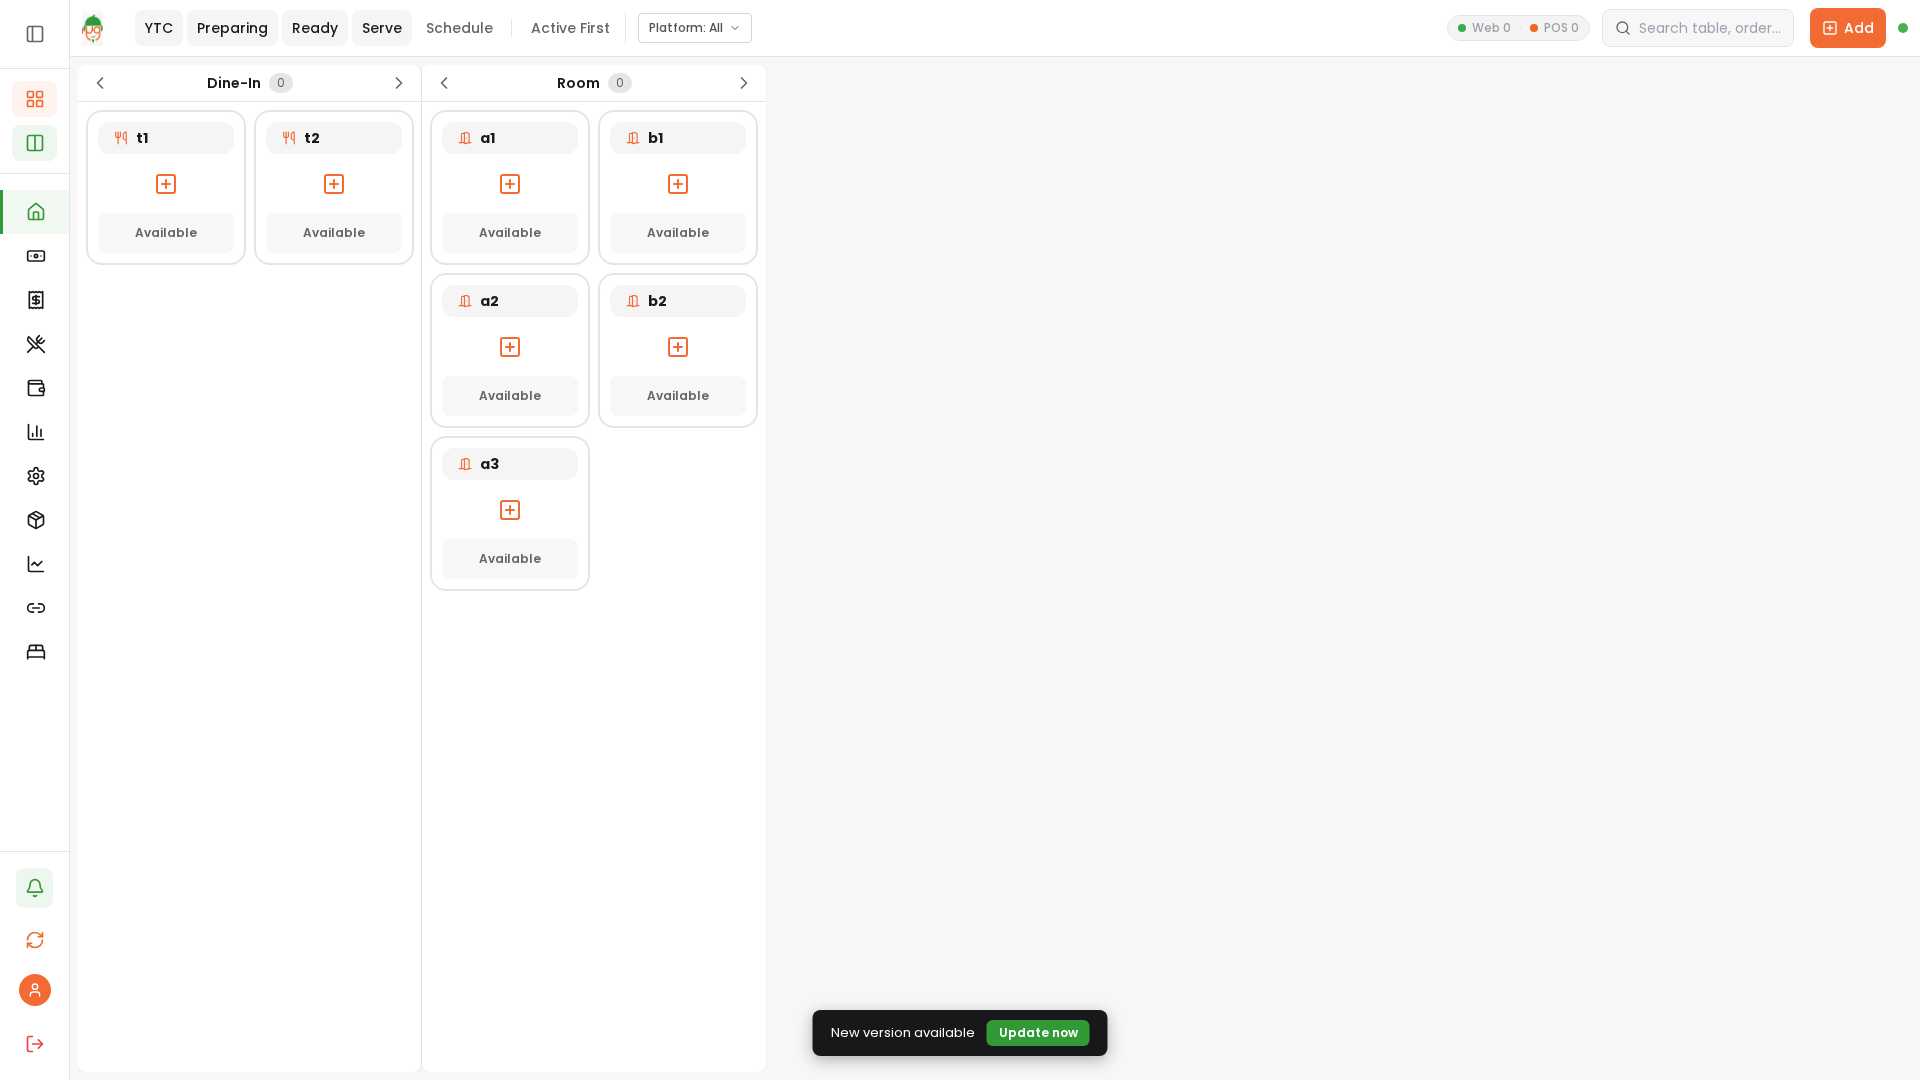 YTC Preparing Ready Serve Schedule Active First Platform: All Web 0 · POS 0 Search table, order... Add
Dine-In 0
Room 0
t1 t2 a1 b1
Available Available Available Available
a2 b2
Available Available
a3
Available
New version available Update now